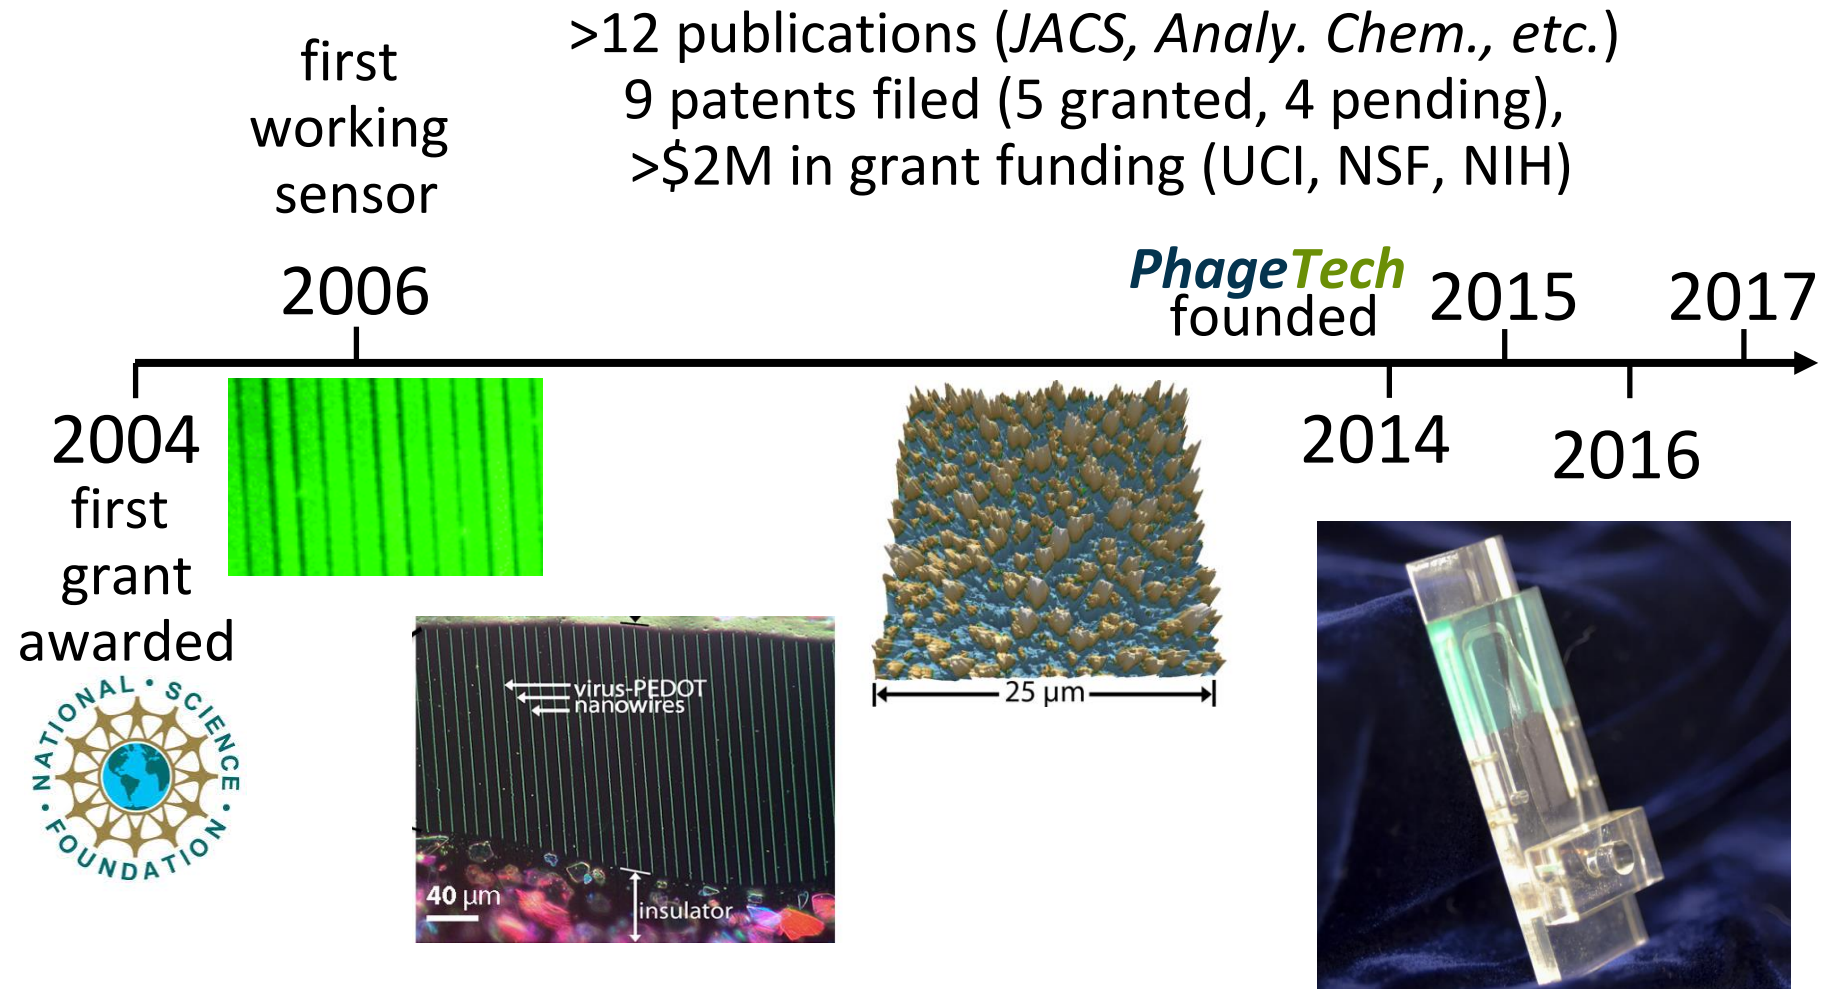 >12 publications (JACS, Analy. Chem., etc.)
9 patents filed (5 granted, 4 pending),
>$2M in grant funding (UCI, NSF, NIH)
first
working
sensor
2006
PhageTech
founded
2015
2017
2004
first
grant
awarded
2014
2016
NATIONAL • SCIENCE • FOUNDATION •
virus-PEDOT
nanowires
40 µm
insulator
25 µm